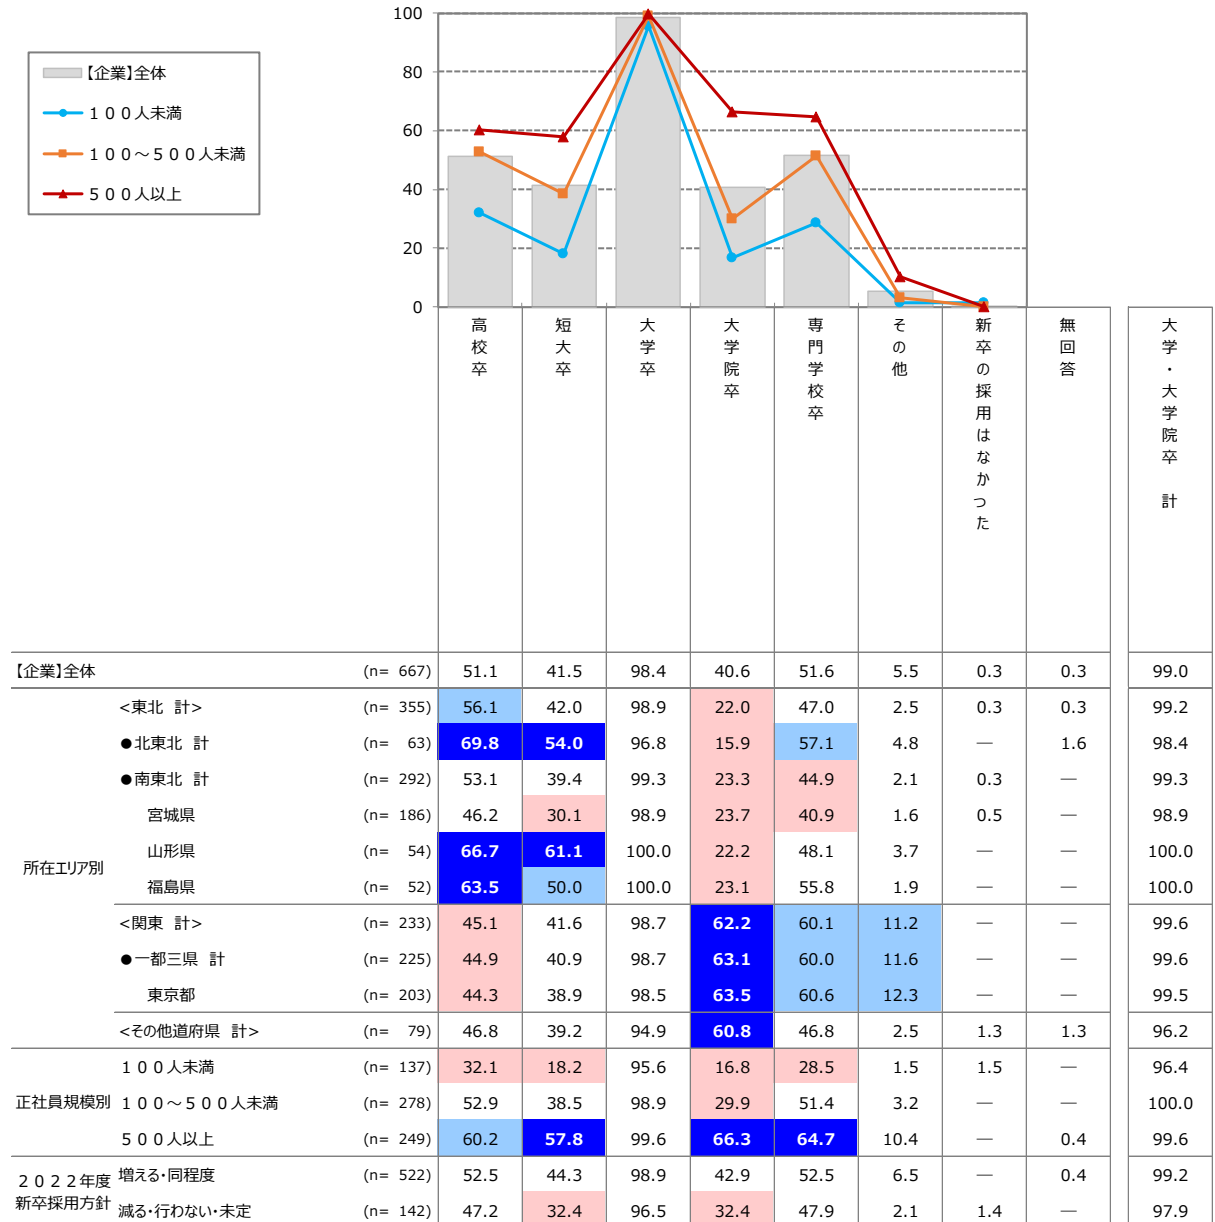 100
80
60
40
20
0
【企業】全体
１００人未満
１００～５００人未満
５００人以上
高校卒
短大卒
大学卒
大学院卒
専門学校卒
その他
新卒の採用はなかつた
無回答
大学・大学院卒　計
【企業】全体 (n= 667) 51.1 41.5 98.4 40.6 51.6 5.5 0.3 0.3 99.0
所在エリア別
<東北 計> (n= 355) 56.1 42.0 98.9 22.0 47.0 2.5 0.3 0.3 99.2
●北東北 計 (n= 63) 69.8 54.0 96.8 15.9 57.1 4.8 ― 1.6 98.4
●南東北 計 (n= 292) 53.1 39.4 99.3 23.3 44.9 2.1 0.3 ― 99.3
宮城県 (n= 186) 46.2 30.1 98.9 23.7 40.9 1.6 0.5 ― 98.9
山形県 (n= 54) 66.7 61.1 100.0 22.2 48.1 3.7 ― ― 100.0
福島県 (n= 52) 63.5 50.0 100.0 23.1 55.8 1.9 ― ― 100.0
<関東 計> (n= 233) 45.1 41.6 98.7 62.2 60.1 11.2 ― ― 99.6
●一都三県 計 (n= 225) 44.9 40.9 98.7 63.1 60.0 11.6 ― ― 99.6
東京都 (n= 203) 44.3 38.9 98.5 63.5 60.6 12.3 ― ― 99.5
<その他道府県 計> (n= 79) 46.8 39.2 94.9 60.8 46.8 2.5 1.3 1.3 96.2
正社員規模別
１００人未満 (n= 137) 32.1 18.2 95.6 16.8 28.5 1.5 1.5 ― 96.4
１００～５００人未満 (n= 278) 52.9 38.5 98.9 29.9 51.4 3.2 ― ― 100.0
５００人以上 (n= 249) 60.2 57.8 99.6 66.3 64.7 10.4 ― 0.4 99.6
２０２２年度
新卒採用方針
増える・同程度 (n= 522) 52.5 44.3 98.9 42.9 52.5 6.5 ― 0.4 99.2
減る・行わない・未定 (n= 142) 47.2 32.4 96.5 32.4 47.9 2.1 1.4 ― 97.9